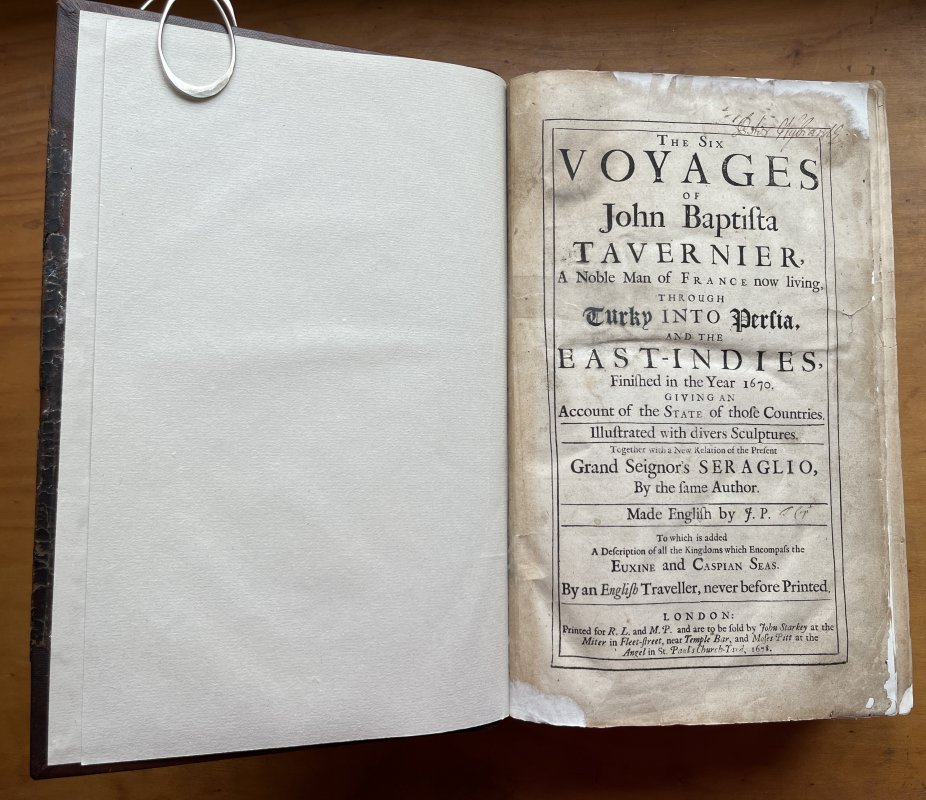 The Six
VOYAGES
OF
John Baptiſta
TAVERNIER,
A Noble Man of FRANCE now living,
THROUGH
Turky INTO Perſia,
AND THE
EAST-INDIES,
Finiſhed in the Year 1670.
GIVING AN
Account of the STATE of thoſe Countries.
Illuſtrated with divers Sculptures.
Together with a New Relation of the Preſent
Grand Seignor's SERAGLIO,
By the ſame Author.
Made Engliſh by J. P.
To which is added
A Deſcription of all the Kingdoms which Encompaſs the
EUXINE and CASPIAN SEAS.
By an Engliſh Traveller, never before Printed.
LONDON:
Printed for R. L. and M. P. and are to be ſold by John Starkey at the
Miter in Fleet-ſtreet, near Temple Bar, and Moſes Pitt at the
Angel in St. Paul's Church-Yard, 1678.